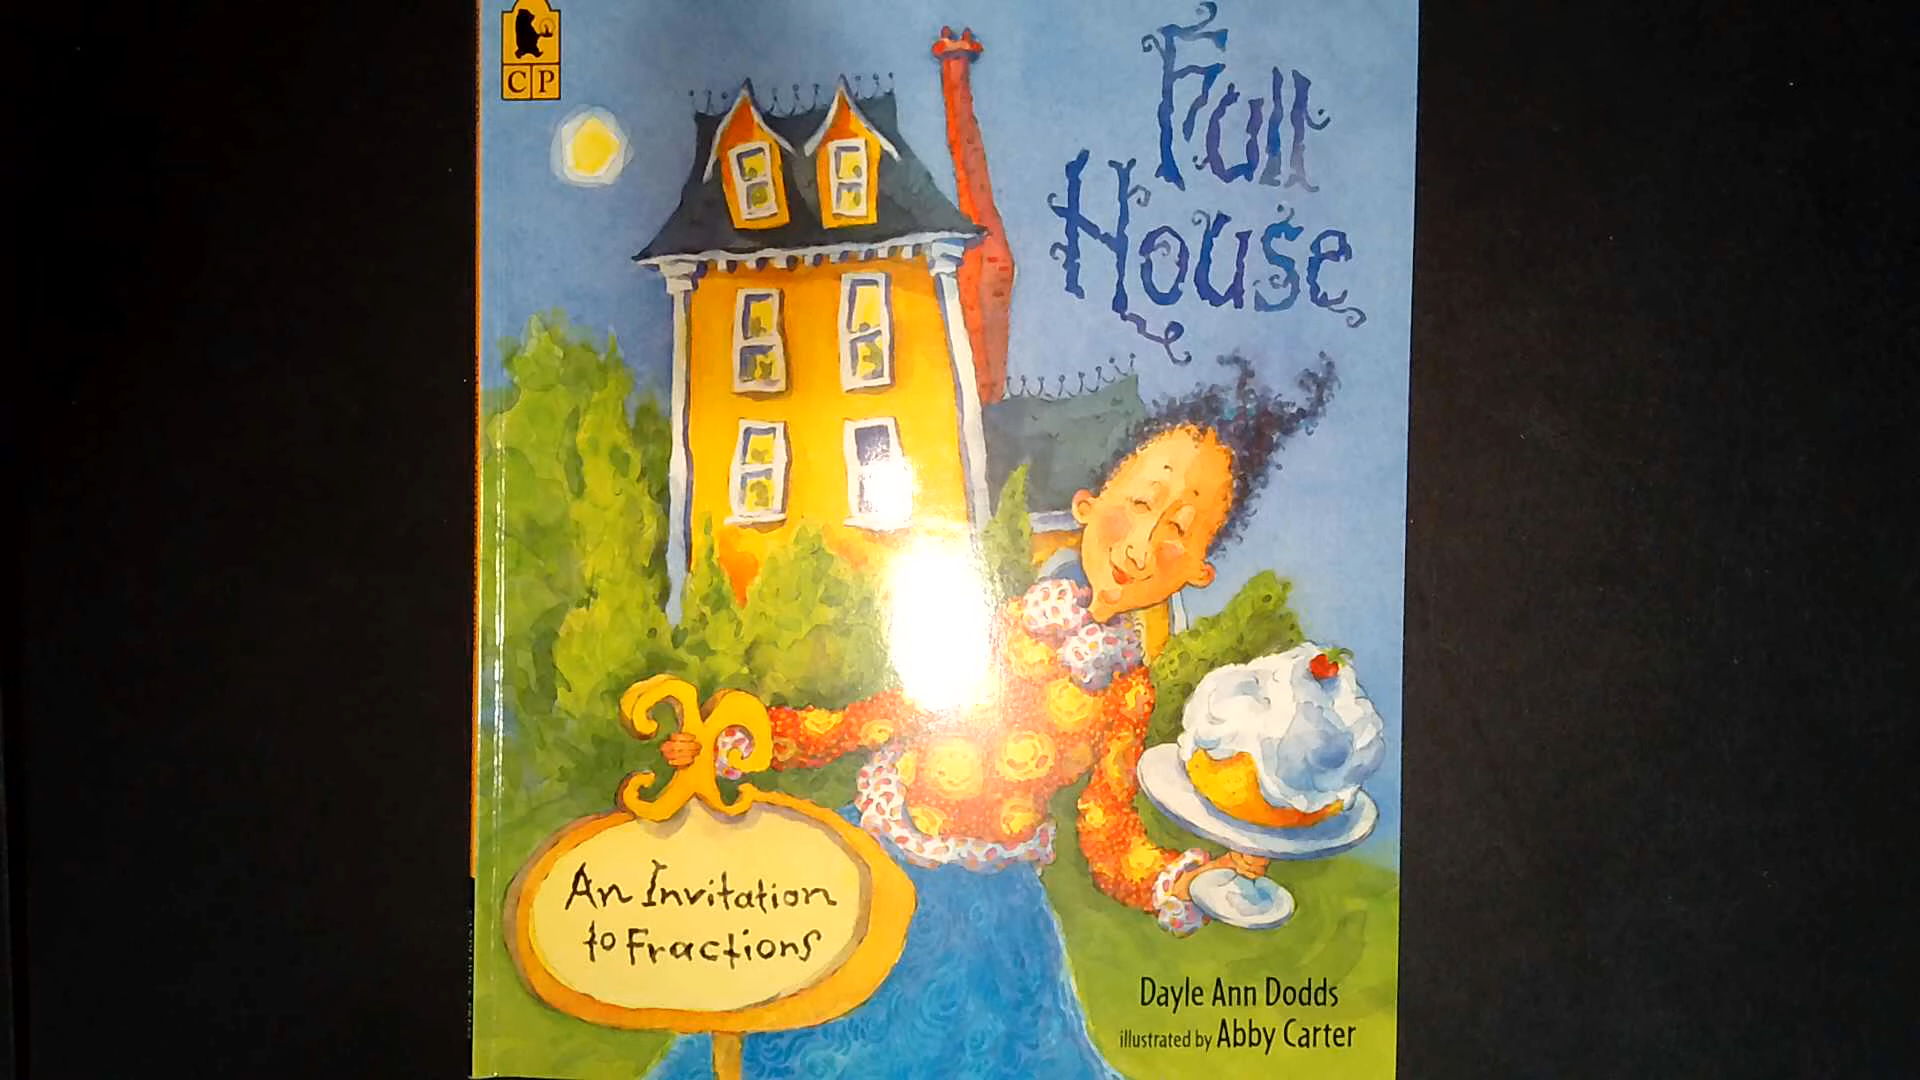 CP
Full
House
An Invitation
to Fractions
Dayle Ann Dodds
illustrated by Abby Carter